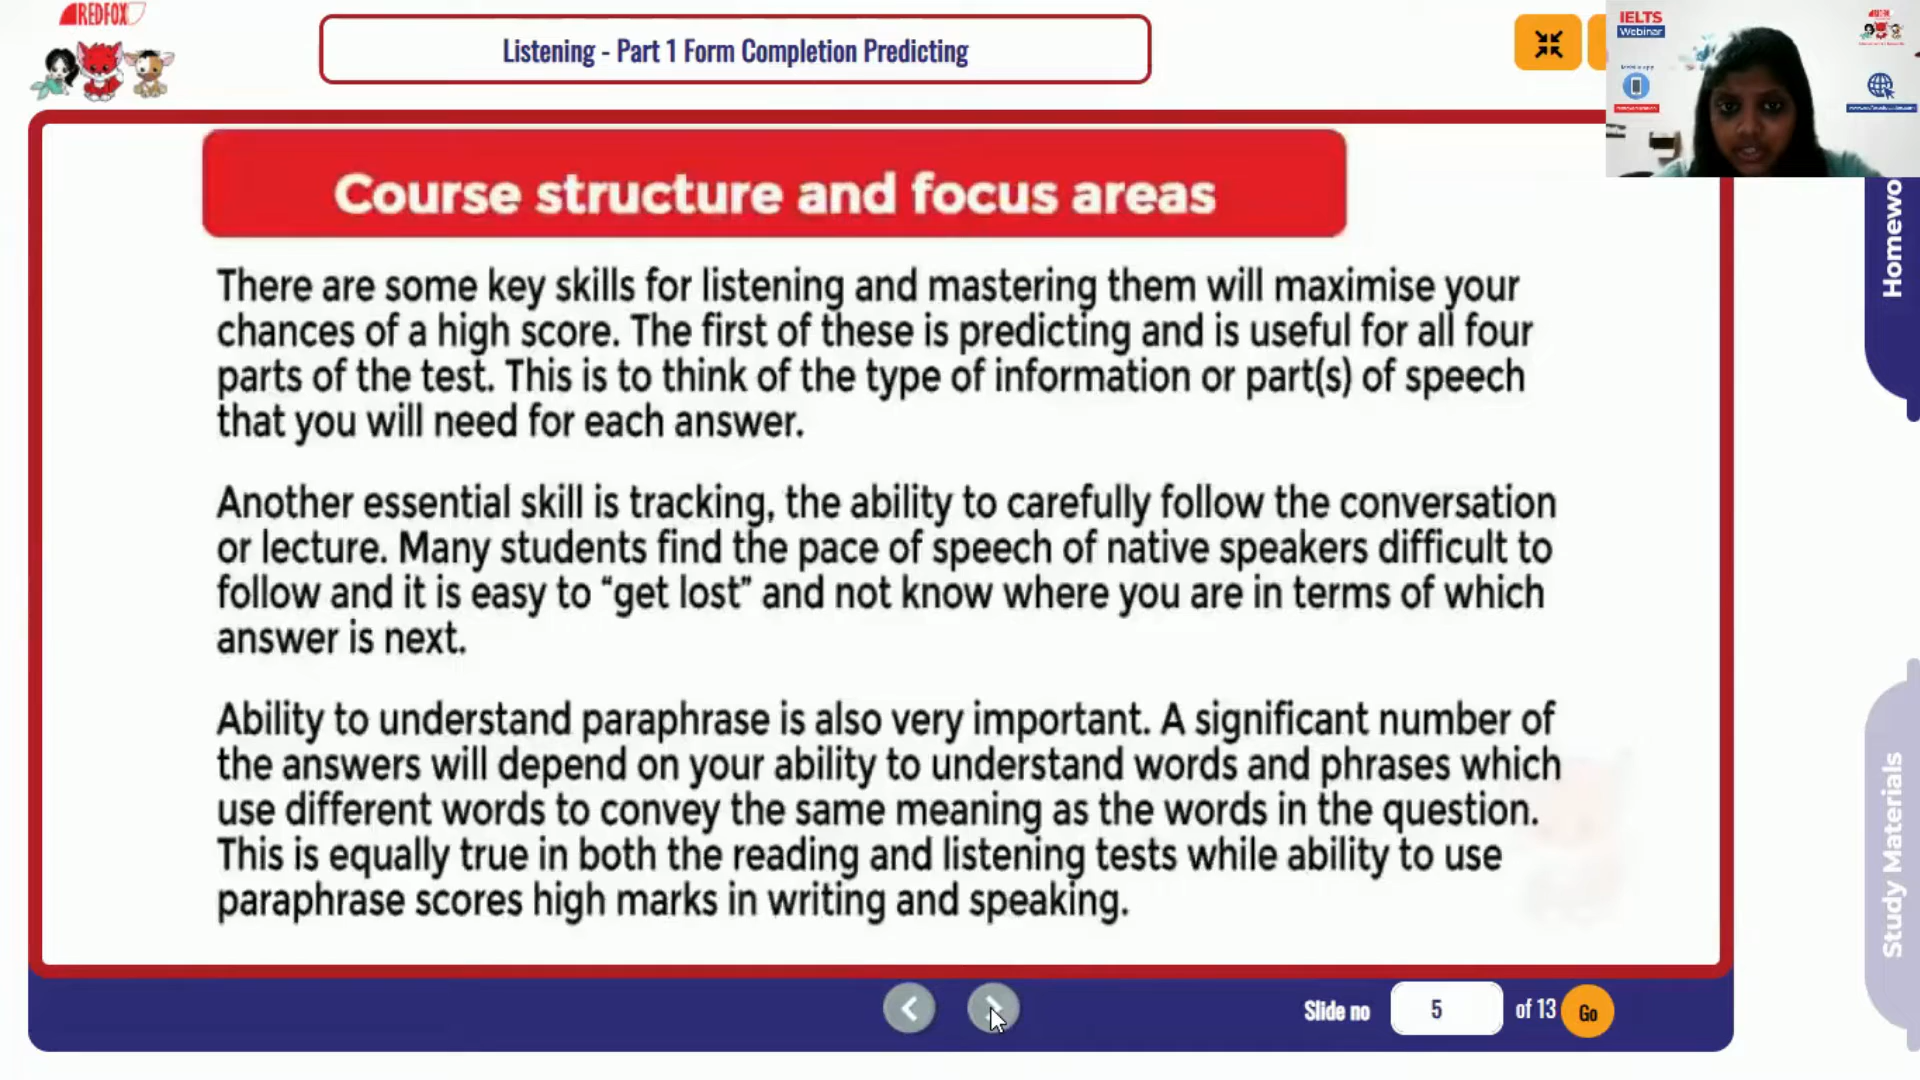 REDFOX
Listening - Part 1 Form Completion Predicting
IELTS
Webinar
Course structure and focus areas
There are some key skills for listening and mastering them will maximise your
chances of a high score. The first of these is predicting and is useful for all four
parts of the test. This is to think of the type of information or part(s) of speech
that you will need for each answer.
Another essential skill is tracking, the ability to carefully follow the conversation
or lecture. Many students find the pace of speech of native speakers difficult to
follow and it is easy to “get lost” and not know where you are in terms of which
answer is next.
Ability to understand paraphrase is also very important. A significant number of
the answers will depend on your ability to understand words and phrases which
use different words to convey the same meaning as the words in the question.
This is equally true in both the reading and listening tests while ability to use
paraphrase scores high marks in writing and speaking.
Homewo
Study Materials
Slide no 5 of 13 Go